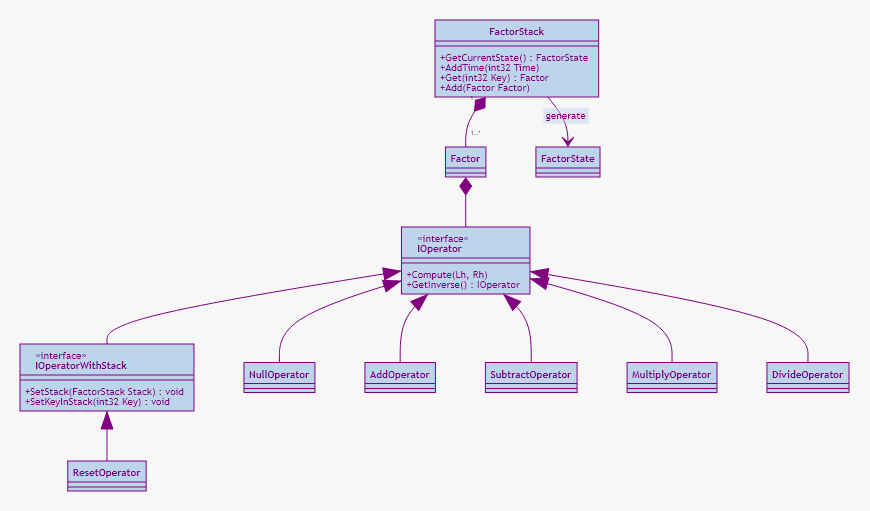 FactorStack
+GetCurrentState() : FactorState
+AddTime(int32 Time)
+Get(int32 Key) : Factor
+Add(Factor Factor)
generate
1..*
Factor
FactorState
«interface»
IOperator
+Compute(Lh, Rh)
+GetInverse() : IOperator
«interface»
IOperatorWithStack
+SetStack(FactorStack Stack) : void
+SetKeyInStack(int32 Key) : void
NullOperator
AddOperator
SubtractOperator
MultiplyOperator
DivideOperator
ResetOperator